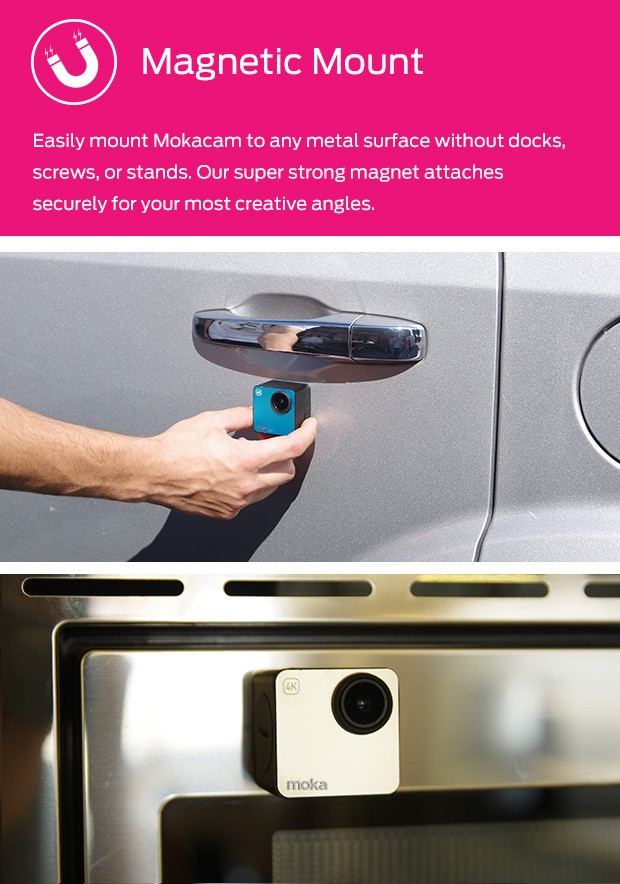 Magnetic Mount
Easily mount Mokacam to any metal surface without docks,
screws, or stands. Our super strong magnet attaches
securely for your most creative angles.
4K
moka